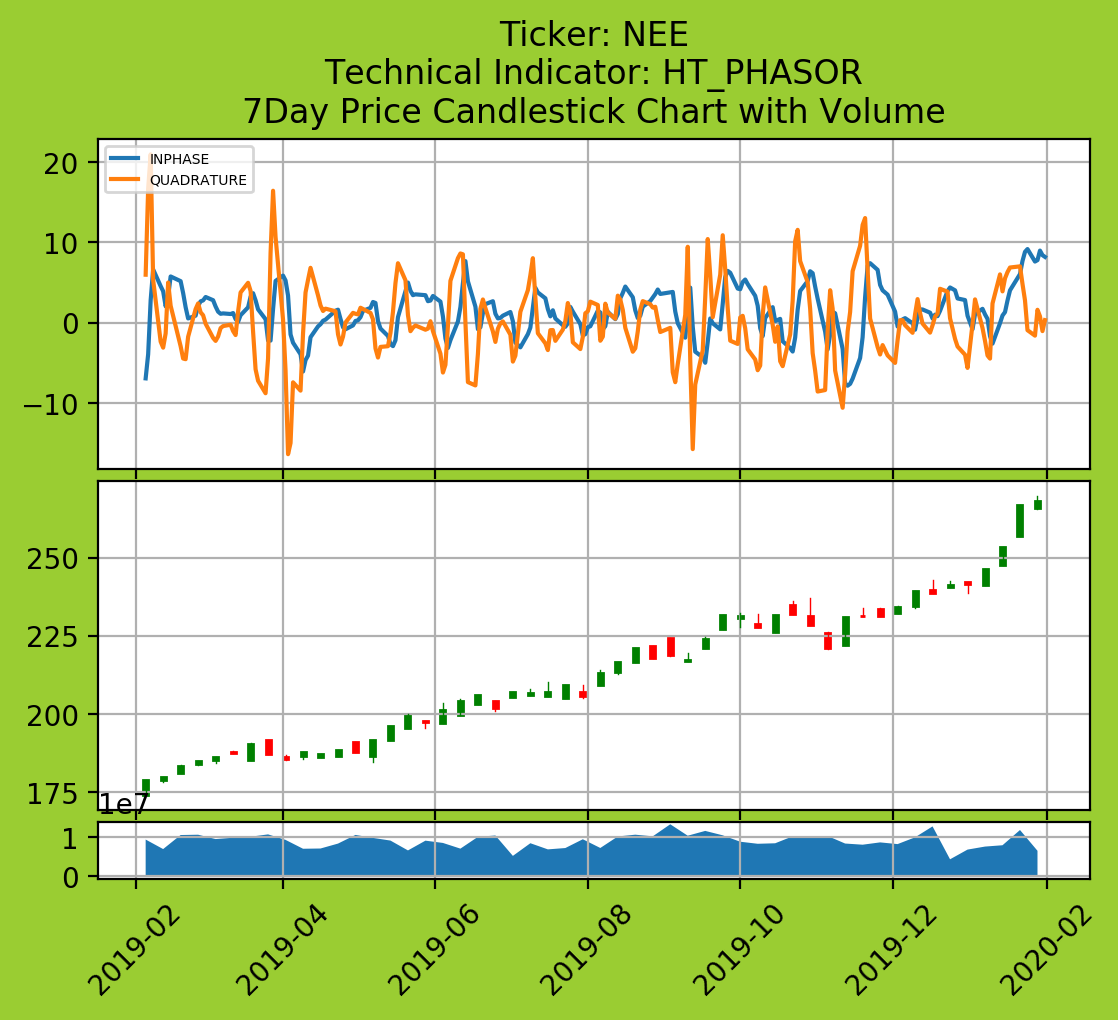 Ticker: NEE
Technical Indicator: HT_PHASOR
7Day Price Candlestick Chart with Volume
INPHASE
QUADRATURE
20
10
0
−10
250
225
200
175
1e7
1
0
2019-02
2019-04
2019-06
2019-08
2019-10
2019-12
2020-02